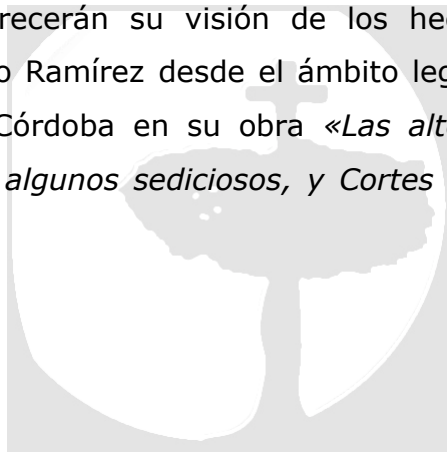 recerán su visión de los hec
o Ramírez desde el ámbito leg
Córdoba en su obra «Las alt
algunos sediciosos, y Cortes